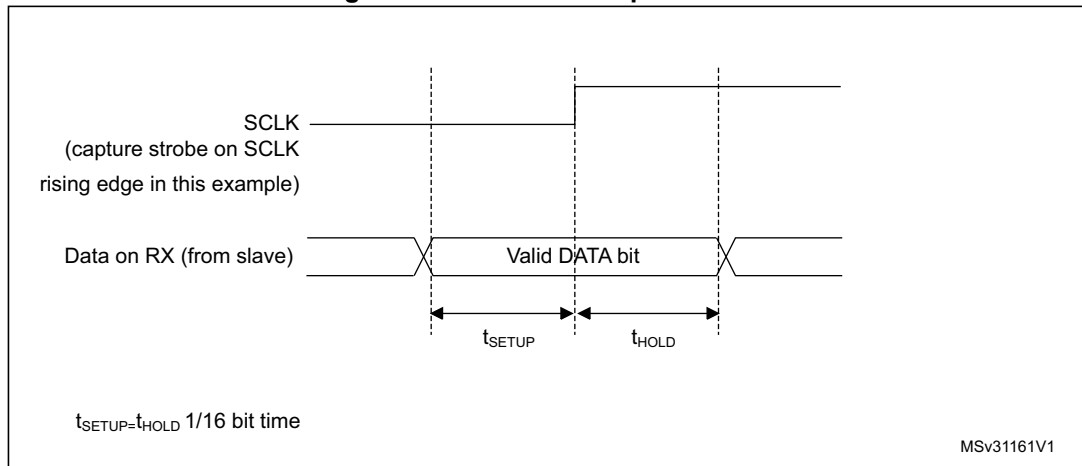 SCLK
(capture strobe on SCLK
rising edge in this example)
Data on RX (from slave)
Valid DATA bit
tSETUP
tHOLD
tSETUP=tHOLD 1/16 bit time
MSv31161V1